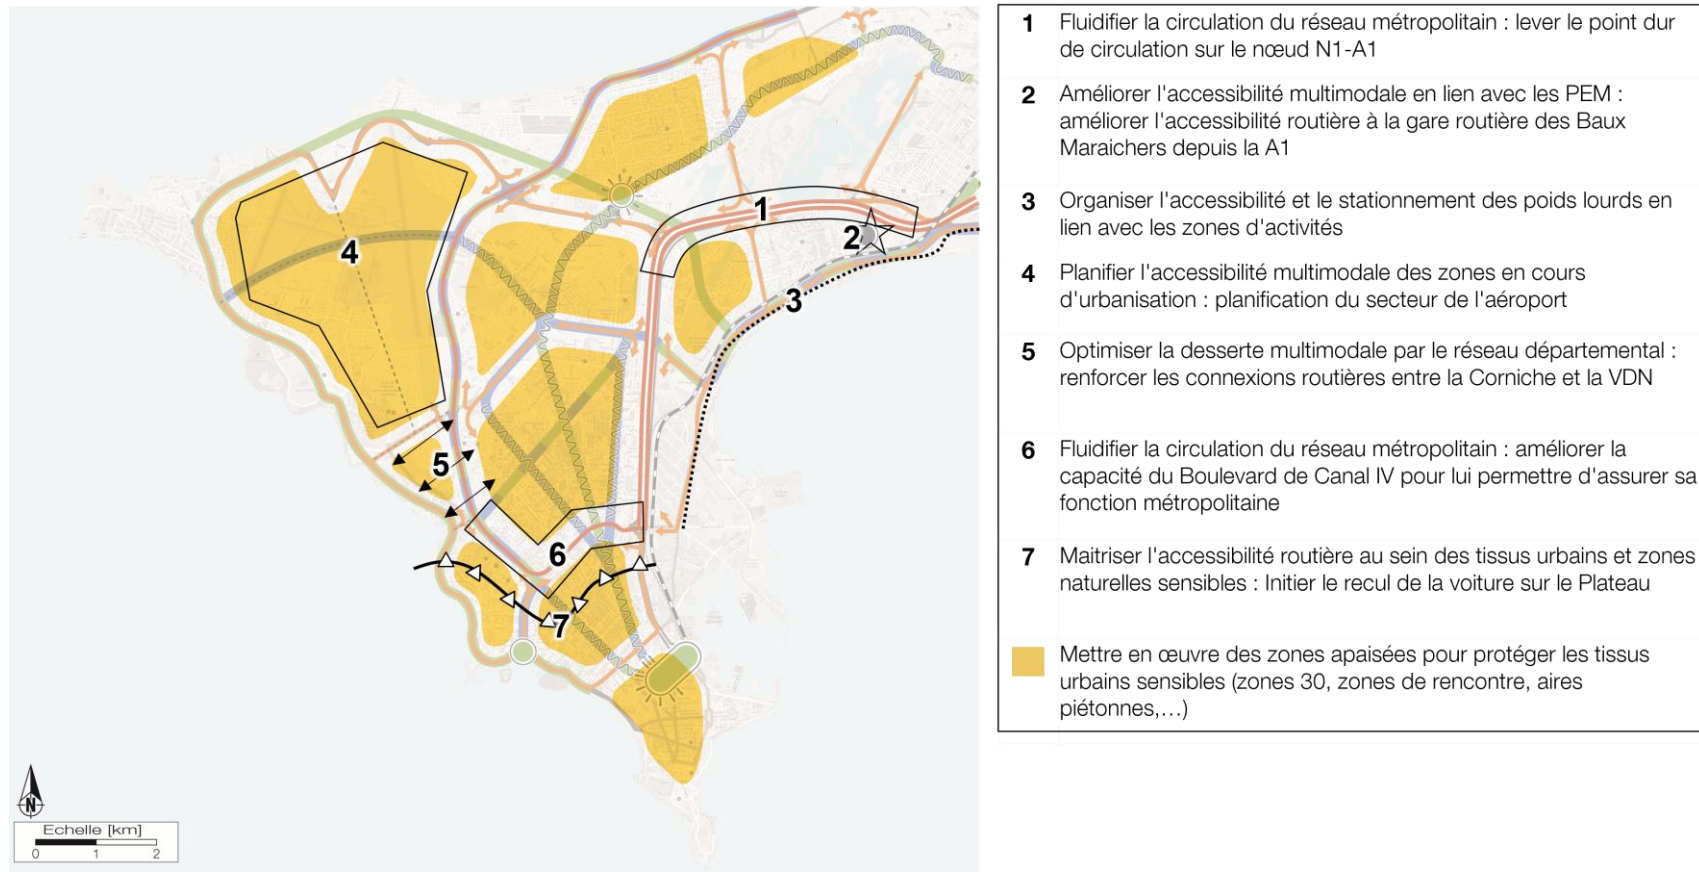 1 Fluidifier la circulation du réseau métropolitain : lever le point dur
de circulation sur le nœud N1-A1
2 Améliorer l'accessibilité multimodale en lien avec les PEM :
améliorer l'accessibilité routière à la gare routière des Baux
Maraichers depuis la A1
3 Organiser l'accessibilité et le stationnement des poids lourds en
lien avec les zones d'activités
4 Planifier l'accessibilité multimodale des zones en cours
d'urbanisation : planification du secteur de l'aéroport
5 Optimiser la desserte multimodale par le réseau départemental :
renforcer les connexions routières entre la Corniche et la VDN
6 Fluidifier la circulation du réseau métropolitain : améliorer la
capacité du Boulevard de Canal IV pour lui permettre d'assurer sa
fonction métropolitaine
7 Maitriser l'accessibilité routière au sein des tissus urbains et zones
naturelles sensibles : Initier le recul de la voiture sur le Plateau
Mettre en œuvre des zones apaisées pour protéger les tissus
urbains sensibles (zones 30, zones de rencontre, aires
piétonnes,…)
1
2
4
3
5
6
7
N
Echelle [km]
0 1 2